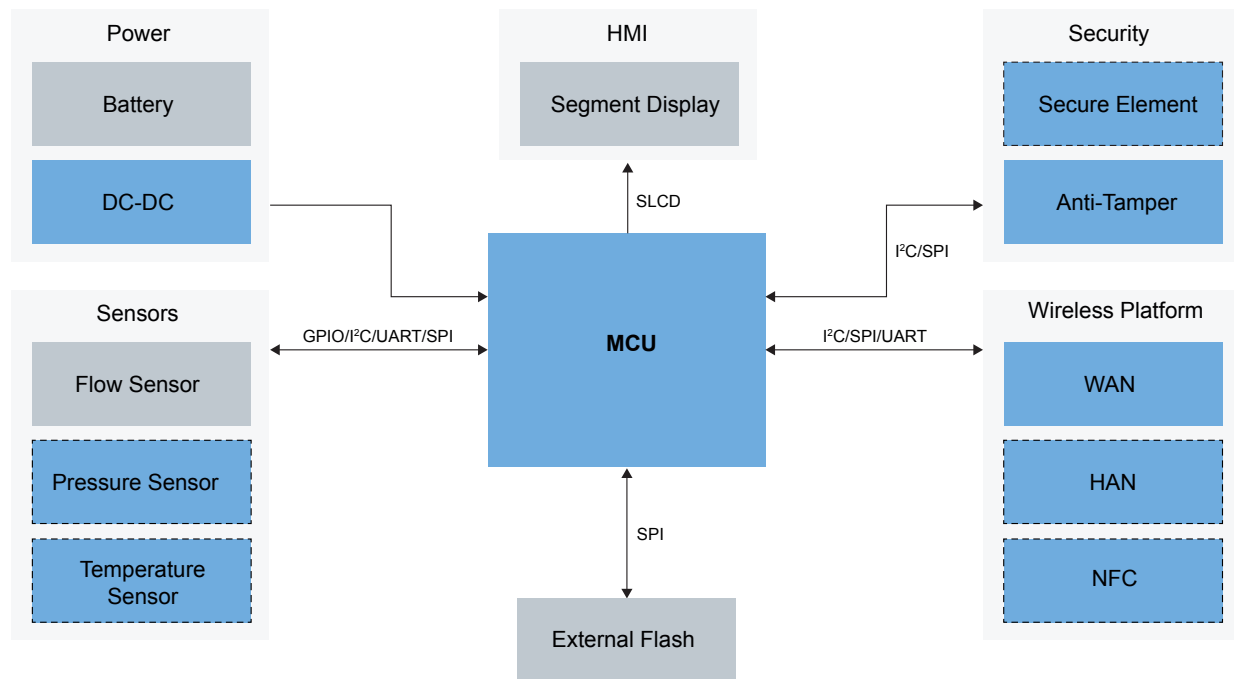 Power
Battery
DC-DC
HMI
Segment Display
SLCD
Security
Secure Element
Anti-Tamper
I²C/SPI
Sensors
Flow Sensor
Pressure Sensor
Temperature
Sensor
GPIO/I²C/UART/SPI
MCU
I²C/SPI/UART
Wireless Platform
WAN
HAN
NFC
SPI
External Flash